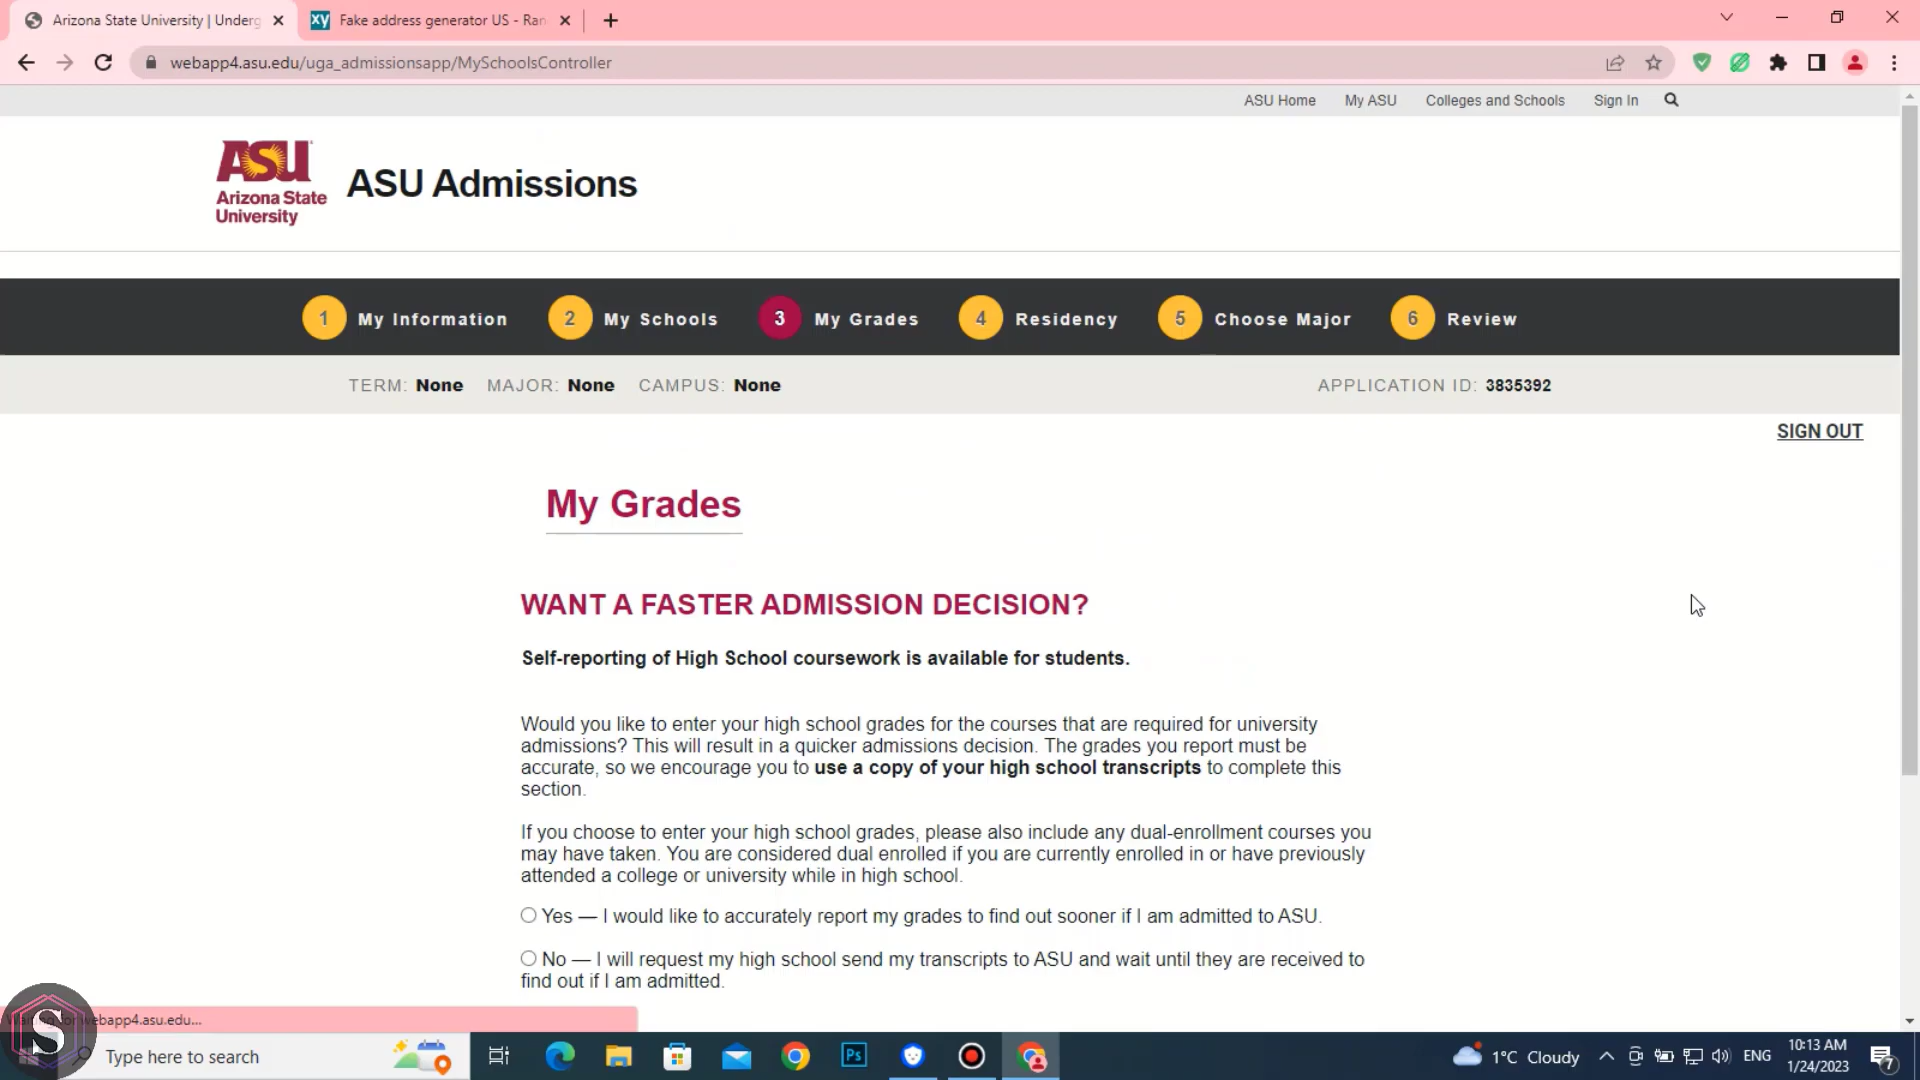 Arizona State University | Underg
Fake address generator US - Ran
webapp4.asu.edu/uga_admissionsapp/MySchoolsController
ASU Home My ASU Colleges and Schools Sign In
ASU
Arizona State
University
ASU Admissions
1 My Information 2 My Schools 3 My Grades 4 Residency 5 Choose Major 6 Review
TERM: None MAJOR: None CAMPUS: None APPLICATION ID: 3835392
SIGN OUT
My Grades
WANT A FASTER ADMISSION DECISION?
Self-reporting of High School coursework is available for students.
Would you like to enter your high school grades for the courses that are required for university
admissions? This will result in a quicker admissions decision. The grades you report must be
accurate, so we encourage you to use a copy of your high school transcripts to complete this
section.
If you choose to enter your high school grades, please also include any dual-enrollment courses you
may have taken. You are considered dual enrolled if you are currently enrolled in or have previously
attended a college or university while in high school.
Yes — I would like to accurately report my grades to find out sooner if I am admitted to ASU.
No — I will request my high school send my transcripts to ASU and wait until they are received to
find out if I am admitted.
webapp4.asu.edu...
S
Type here to search
Ps
1°C Cloudy
ENG
10:13 AM
1/24/2023
7